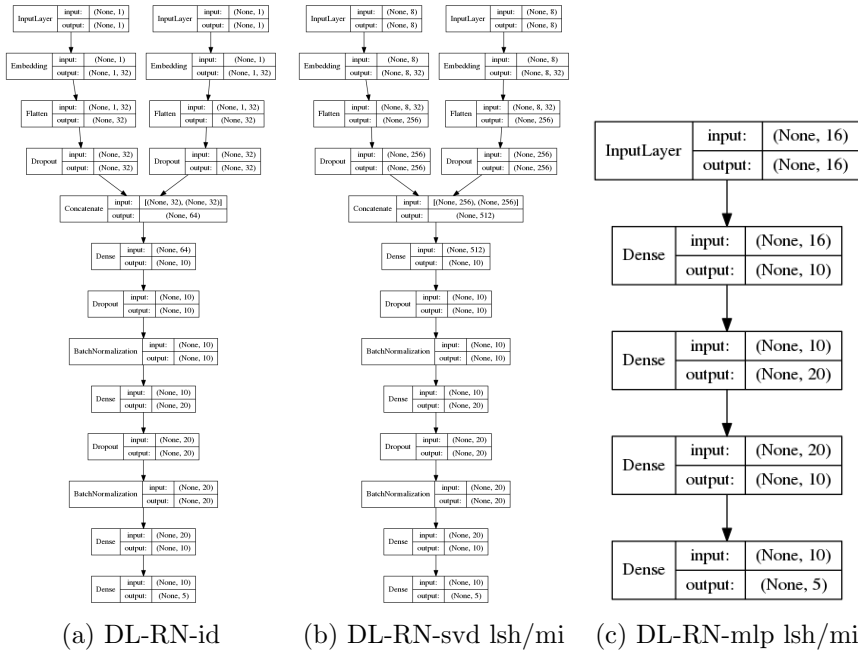 InputLayer input: (None, 1) output: (None, 1)
InputLayer input: (None, 1) output: (None, 1)
Embedding input: (None, 1) output: (None, 1, 32)
Embedding input: (None, 1) output: (None, 1, 32)
Flatten input: (None, 1, 32) output: (None, 32)
Flatten input: (None, 1, 32) output: (None, 32)
Dropout input: (None, 32) output: (None, 32)
Dropout input: (None, 32) output: (None, 32)
Concatenate input: [(None, 32), (None, 32)] output: (None, 64)
Dense input: (None, 64) output: (None, 10)
Dropout input: (None, 10) output: (None, 10)
BatchNormalization input: (None, 10) output: (None, 10)
Dense input: (None, 10) output: (None, 20)
Dropout input: (None, 20) output: (None, 20)
BatchNormalization input: (None, 20) output: (None, 20)
Dense input: (None, 20) output: (None, 10)
Dense input: (None, 10) output: (None, 5)
(a) DL-RN-id
InputLayer input: (None, 8) output: (None, 8)
InputLayer input: (None, 8) output: (None, 8)
Embedding input: (None, 8) output: (None, 8, 32)
Embedding input: (None, 8) output: (None, 8, 32)
Flatten input: (None, 8, 32) output: (None, 256)
Flatten input: (None, 8, 32) output: (None, 256)
Dropout input: (None, 256) output: (None, 256)
Dropout input: (None, 256) output: (None, 256)
Concatenate input: [(None, 256), (None, 256)] output: (None, 512)
Dense input: (None, 512) output: (None, 10)
Dropout input: (None, 10) output: (None, 10)
BatchNormalization input: (None, 10) output: (None, 10)
Dense input: (None, 10) output: (None, 20)
Dropout input: (None, 20) output: (None, 20)
BatchNormalization input: (None, 20) output: (None, 20)
Dense input: (None, 20) output: (None, 10)
Dense input: (None, 10) output: (None, 5)
(b) DL-RN-svd lsh/mi
InputLayer input: (None, 16) output: (None, 16)
Dense input: (None, 16) output: (None, 10)
Dense input: (None, 10) output: (None, 20)
Dense input: (None, 20) output: (None, 10)
Dense input: (None, 10) output: (None, 5)
(c) DL-RN-mlp lsh/mi